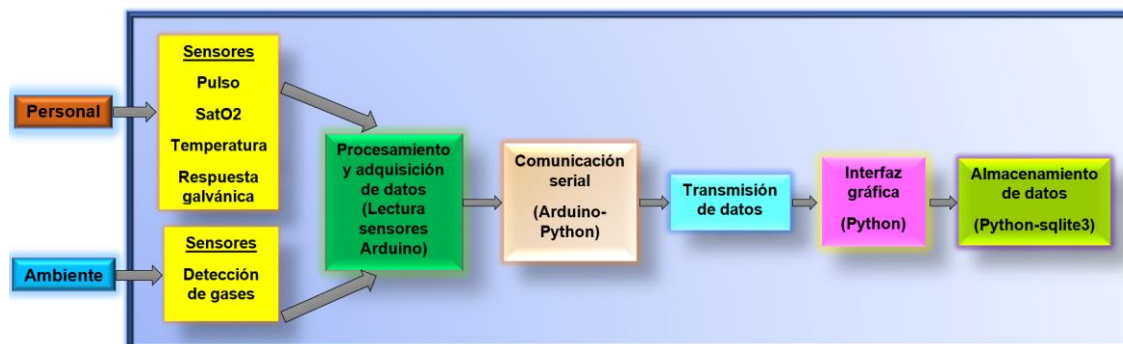 Personal
Sensores
Pulso
SatO2
Temperatura
Respuesta
galvánica
Ambiente
Sensores
Detección
de gases
Procesamiento
y adquisición
de datos
(Lectura
sensores
Arduino)
Comunicación
serial
(Arduino-
Python)
Transmisión
de datos
Interfaz
gráfica
(Python)
Almacenamiento
de datos
(Python-sqlite3)